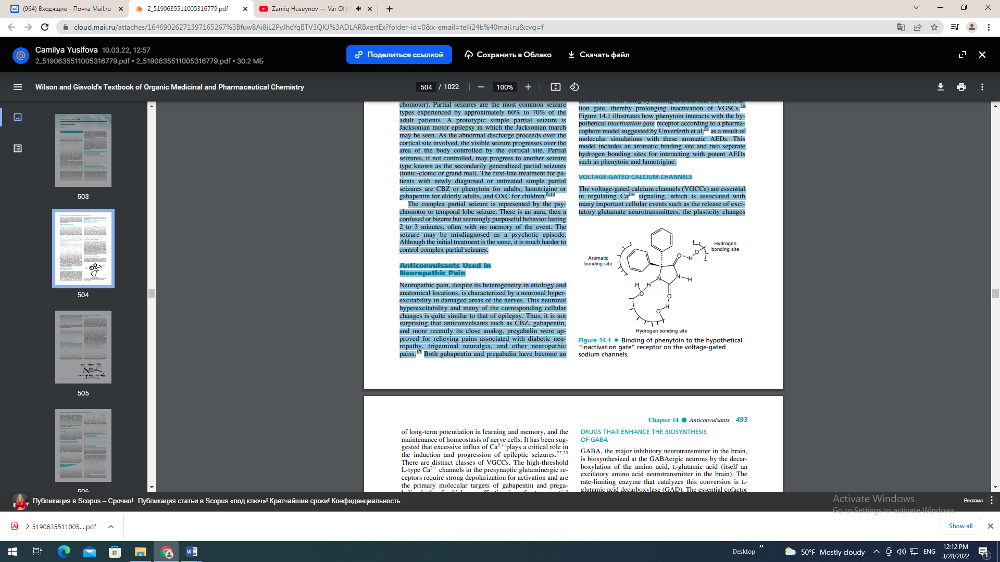 (964) Входящие - Почта Mail.ru
2_5190635511005316779.pdf
Zamiq Hüseynov — Var Ol |
cloud.mail.ru/attaches/16469026271397165267%3Bfuw8Ai8jL2PyJhcYqBTV3QKJ%3ADLARBxertEx?folder-id=0&x-email=telli24b%40mail.ru&cvg=f
Camilya Yusifova 10.03.22, 12:57
2_5190635511005316779.pdf • 2_5190635511005316779.pdf • 30.2 МБ
Поделиться ссылкой
Сохранить в Облако
Скачать файл
Wilson and Gisvold's Textbook of Organic Medicinal and Pharmaceutical Chemistry
504 / 1022
100%
503
504
505
506
chomotor). Partial seizures are the most common seizure
types experienced by approximately 60% to 70% of the
adult patients. A prototypic simple partial seizure is
Jacksonian motor epilepsy in which the Jacksonian march
may be seen. As the abnormal discharge proceeds over the
cortical site involved, the visible seizure progresses over the
area of the body controlled by the cortical site. Partial
seizures, if not controlled, may progress to another seizure
type known as the secondarily generalized partial seizures
(tonic–clonic or grand mal). The first-line treatment for pa-
tients with newly diagnosed or untreated simple partial
seizures are CBZ or phenytoin for adults, lamotrigine or
gabapentin for elderly adults, and OXC for children.6,13
The complex partial seizure is represented by the psy-
chomotor or temporal lobe seizure. There is an aura, then a
confused or bizarre but seemingly purposeful behavior lasting
2 to 3 minutes, often with no memory of the event. The
seizure may be misdiagnosed as a psychotic episode.
Although the initial treatment is the same, it is much harder to
control complex partial seizures.
Anticonvulsants Used in
Neuropathic Pain
Neuropathic pain, despite its heterogeneity in etiology and
anatomical locations, is characterized by a neuronal hyper-
excitability in damaged areas of the nerves. This neuronal
hyperexcitability and many of the corresponding cellular
changes is quite similar to that of epilepsy. Thus, it is not
surprising that anticonvulsants such as CBZ, gabapentin,
and more recently its close analog, pregabalin were ap-
proved for relieving pains associated with diabetic neu-
ropathy, trigeminal neuralgia, and other neuropathic
pains.17 Both gabapentin and pregabalin have become an
tion gate, thereby prolonging inactivation of VGSCs.20
Figure 14.1 illustrates how phenytoin interacts with the hy-
pothetical inactivation gate receptor according to a pharma-
cophore model suggested by Unverferth et al.21 as a result of
molecular simulations with these aromatic AEDs. This
model includes an aromatic binding site and two separate
hydrogen bonding sites for interacting with potent AEDs
such as phenytoin and lamotrigine.
VOLTAGE-GATED CALCIUM CHANNELS
The voltage-gated calcium channels (VGCCs) are essential
in regulating Ca2+ signaling, which is associated with
many important cellular events such as the release of exci-
tatory glutamate neurotransmitters, the plasticity changes
Aromatic
bonding site
Hydrogen
bonding site
O H O
N N H
H H
O O
H
O
Hydrogen bonding site
Figure 14.1 • Binding of phenytoin to the hypothetical
“inactivation gate” receptor on the voltage-gated
sodium channels.
Chapter 14 Anticonvulsants 493
of long-term potentiation in learning and memory, and the
maintenance of homeostasis of nerve cells. It has been sug-
gested that excessive influx of Ca2+ plays a critical role in
the induction and progression of epileptic seizures.22,23
There are distinct classes of VGCCs. The high-threshold
L-type Ca2+ channels in the presynaptic glutaminergic re-
ceptors require strong depolarization for activation and are
the primary molecular targets of gabapentin and prega-
DRUGS THAT ENHANCE THE BIOSYNTHESIS
OF GABA
GABA, the major inhibitory neurotransmitter in the brain,
is biosynthesized at the GABAergic neurons by the decar-
boxylation of the amino acid, L-glutamic acid (itself an
excitatory amino acid neurotransmitter in the brain). The
rate-limiting enzyme that catalyzes this conversion is L-
glutamic acid decarboxylase (GAD). The essential cofactor
Публикация в Scopus – Срочно! Публикация статьи в Scopus «под ключ»! Кратчайшие сроки! Конфиденциальность
Реклама
Activate Windows
Go to Settings to activate Windows.
2_5190635511005....pdf
Show all
Desktop
50°F Mostly cloudy
ENG
12:12 PM
3/28/2022
1